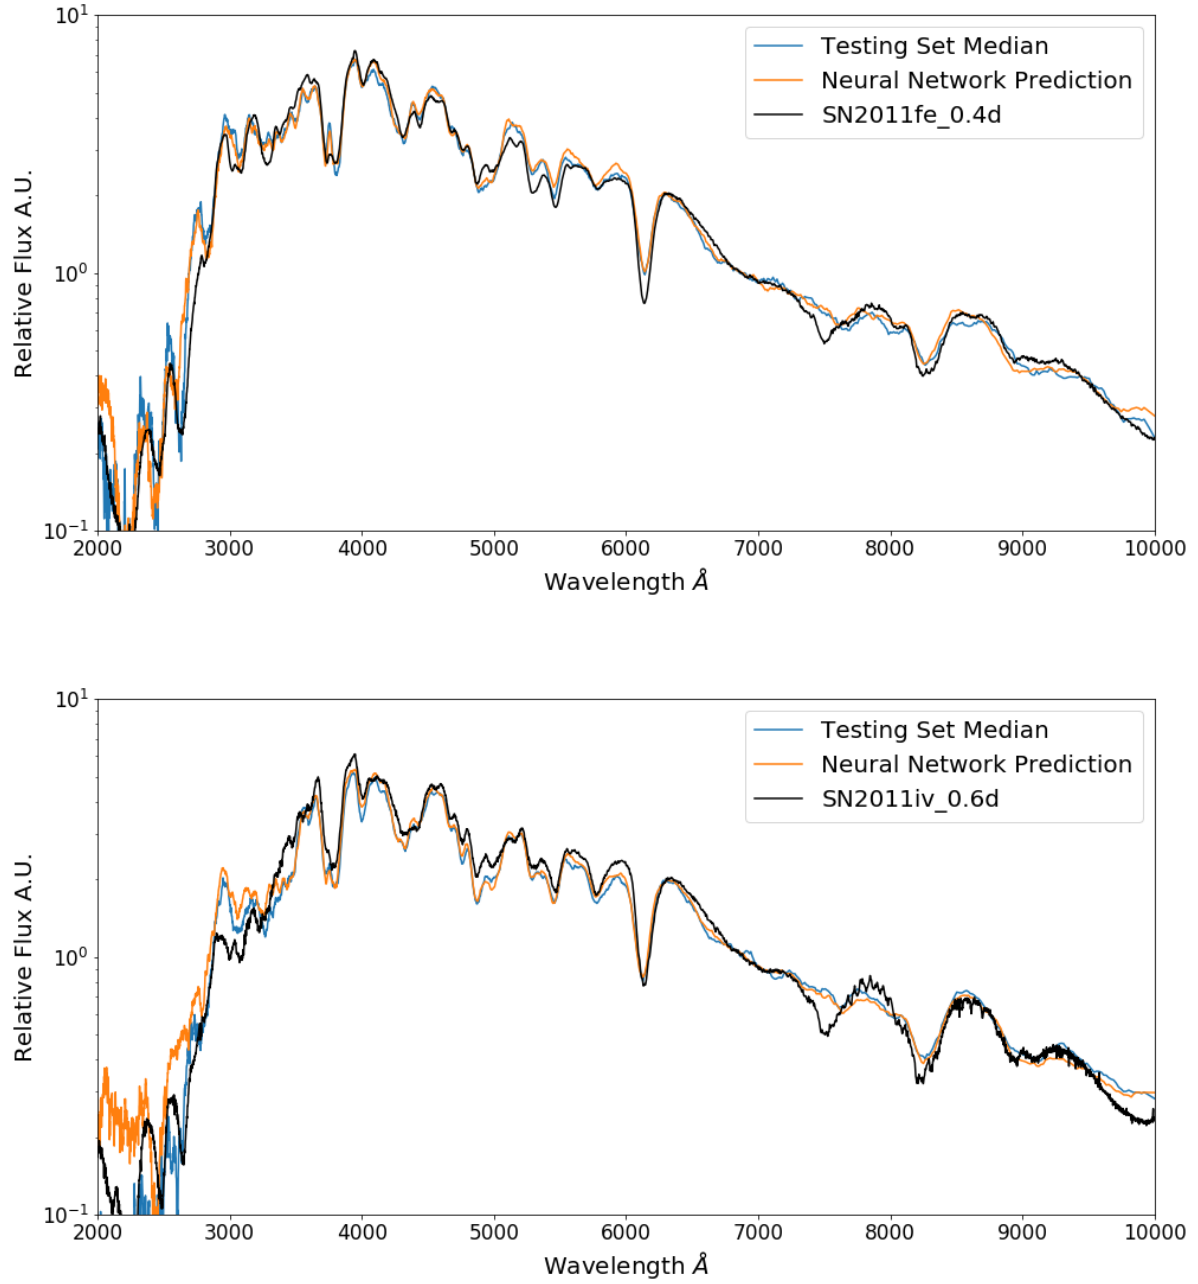 10^1
10^0
10^-1
Relative Flux A.U.
Testing Set Median
Neural Network Prediction
SN2011fe_0.4d
2000 3000 4000 5000 6000 7000 8000 9000 10000
Wavelength Å
10^1
10^0
10^-1
Relative Flux A.U.
Testing Set Median
Neural Network Prediction
SN2011iv_0.6d
2000 3000 4000 5000 6000 7000 8000 9000 10000
Wavelength Å